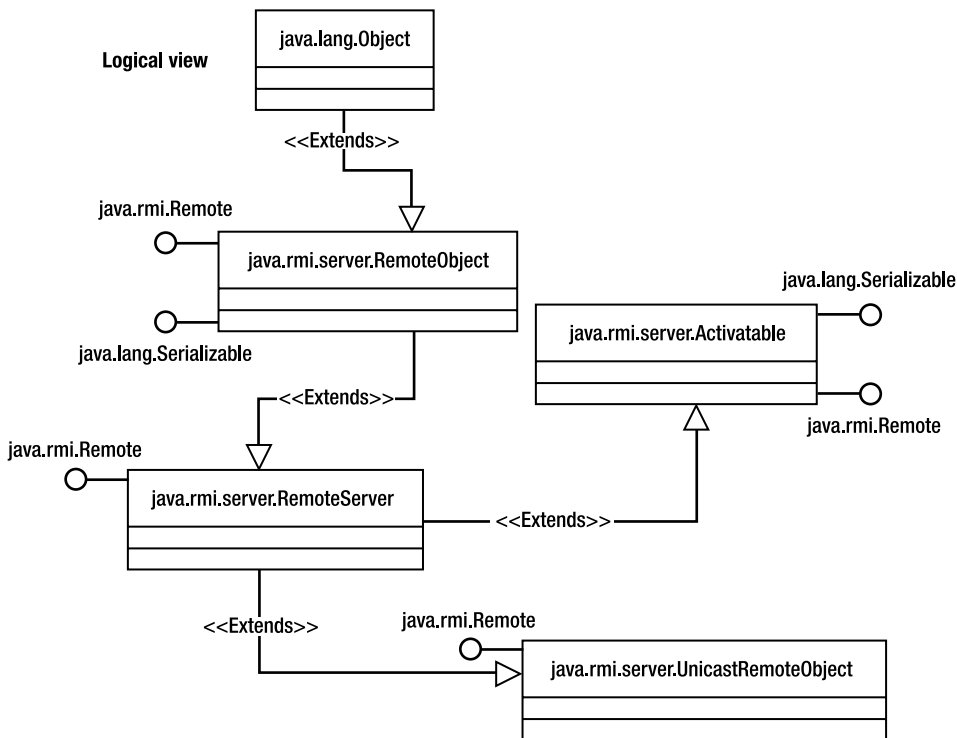 java.lang.Object
Logical view
<<Extends>>
java.rmi.Remote
java.rmi.server.RemoteObject
java.lang.Serializable
java.lang.Serializable
java.rmi.server.Activatable
<<Extends>>
java.rmi.Remote
java.rmi.Remote
java.rmi.server.RemoteServer
<<Extends>>
<<Extends>>
java.rmi.Remote
java.rmi.server.UnicastRemoteObject